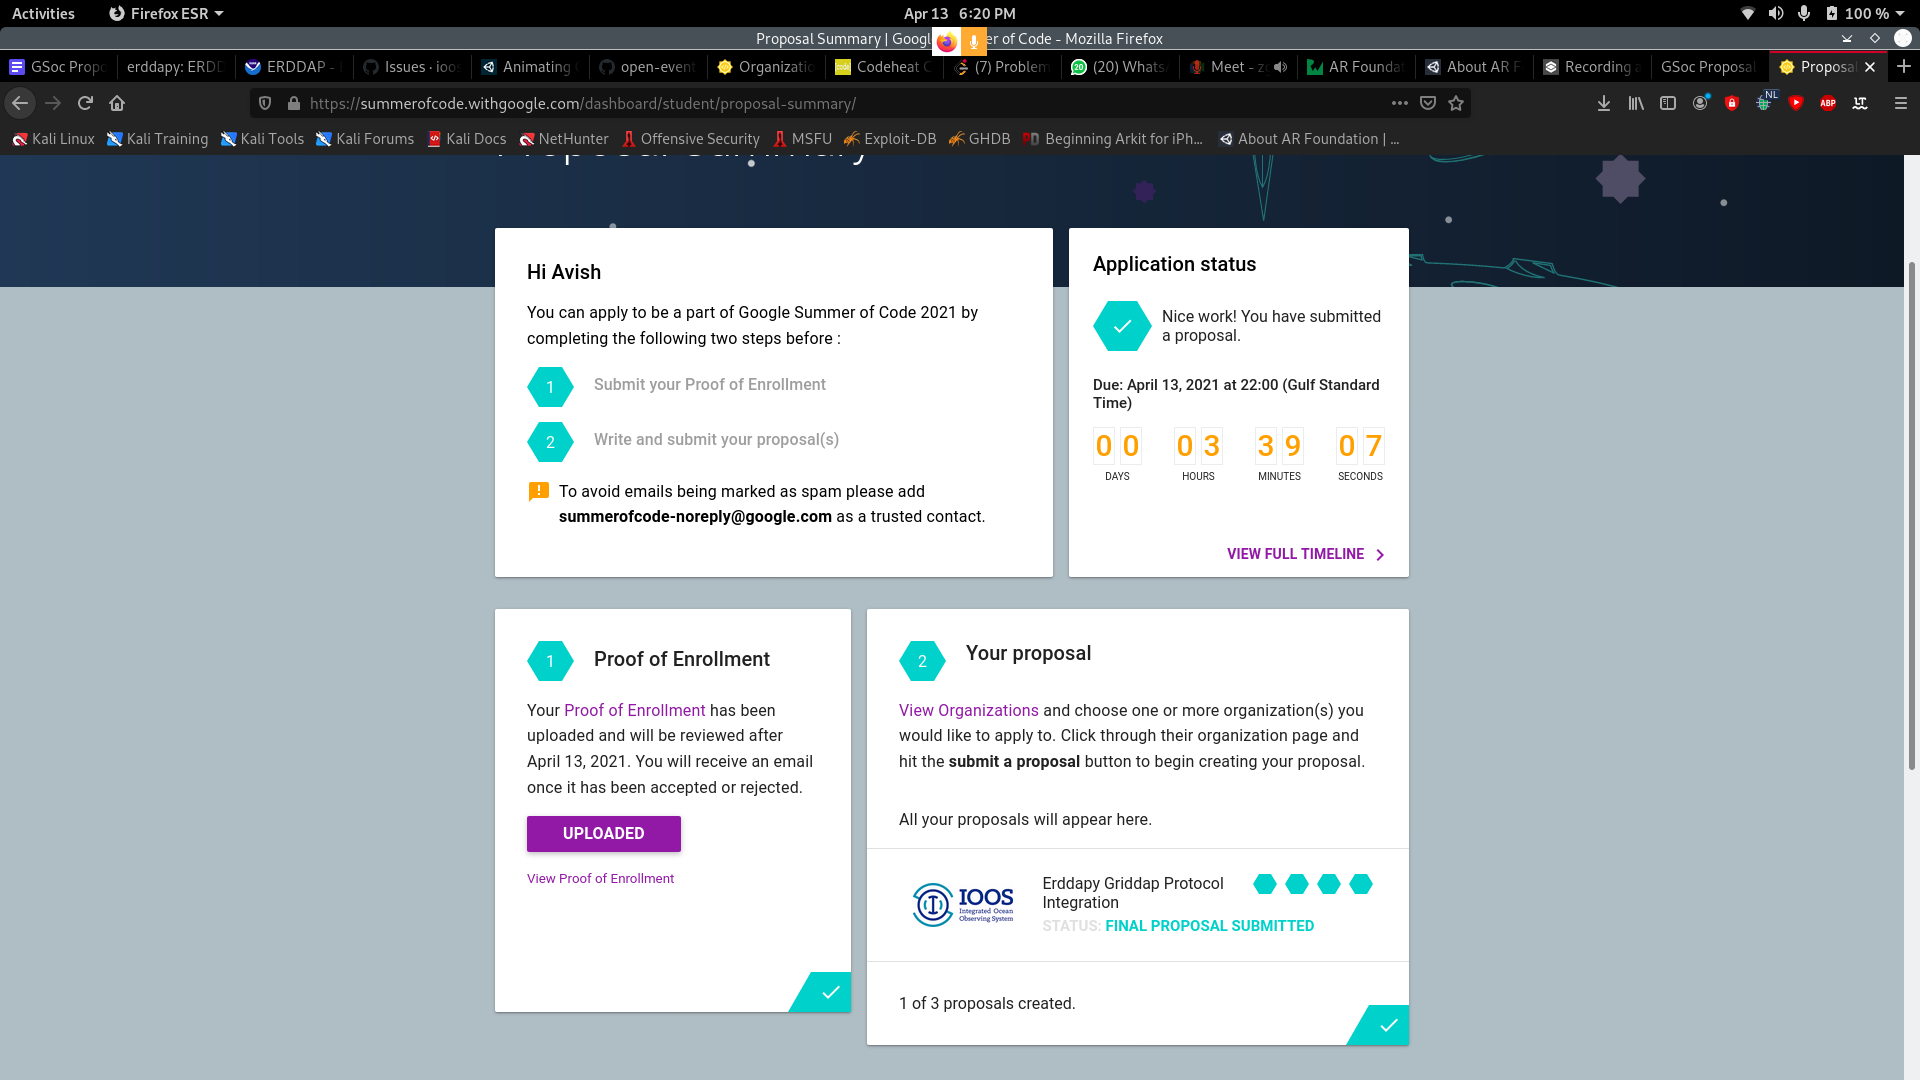 Activities
Firefox ESR
Apr 13 6:20 PM
100 %
Proposal Summary | Googl er of Code - Mozilla Firefox
GSoc Propo
erddapy: ERDD
ERDDAP -
Issues · ioos
Animating
open-event
Organizatio
Codeheat C
(7) Problem
(20) WhatsA
Meet - zg
AR Foundat
About AR F
Recording a
GSoc Proposal
Proposal
https://summerofcode.withgoogle.com/dashboard/student/proposal-summary/
NL
ABP
Kali Linux
Kali Training
Kali Tools
Kali Forums
Kali Docs
NetHunter
Offensive Security
MSFU
Exploit-DB
GHDB
Beginning Arkit for iPh...
About AR Foundation | ...
Proposal Summary
Hi Avish
You can apply to be a part of Google Summer of Code 2021 by
completing the following two steps before :
1 Submit your Proof of Enrollment
2 Write and submit your proposal(s)
To avoid emails being marked as spam please add
summerofcode-noreply@google.com as a trusted contact.
Application status
Nice work! You have submitted
a proposal.
Due: April 13, 2021 at 22:00 (Gulf Standard
Time)
00 03 39 07
DAYS HOURS MINUTES SECONDS
VIEW FULL TIMELINE
1 Proof of Enrollment
Your Proof of Enrollment has been
uploaded and will be reviewed after
April 13, 2021. You will receive an email
once it has been accepted or rejected.
UPLOADED
View Proof of Enrollment
2 Your proposal
View Organizations and choose one or more organization(s) you
would like to apply to. Click through their organization page and
hit the submit a proposal button to begin creating your proposal.
All your proposals will appear here.
IOOS
Integrated Ocean
Observing System
Erddapy Griddap Protocol
Integration
STATUS: FINAL PROPOSAL SUBMITTED
1 of 3 proposals created.